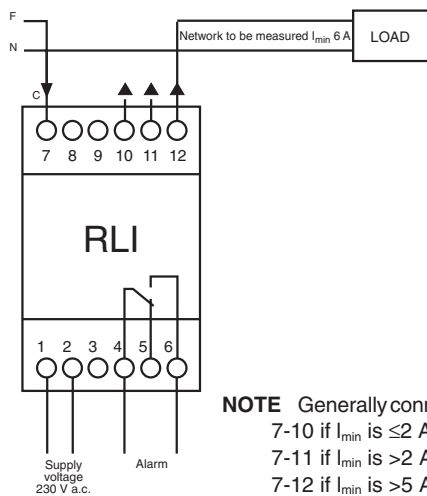 F
Network to be measured Imin 6 A
LOAD
N
C
7 8 9 10 11 12
RLI
1 2 3 4 5 6
Supply
voltage
230 V a.c.
Alarm
NOTE Generally conn
7-10 if Imin is ≤2 A
7-11 if Imin is >2 A
7-12 if Imin is >5 A